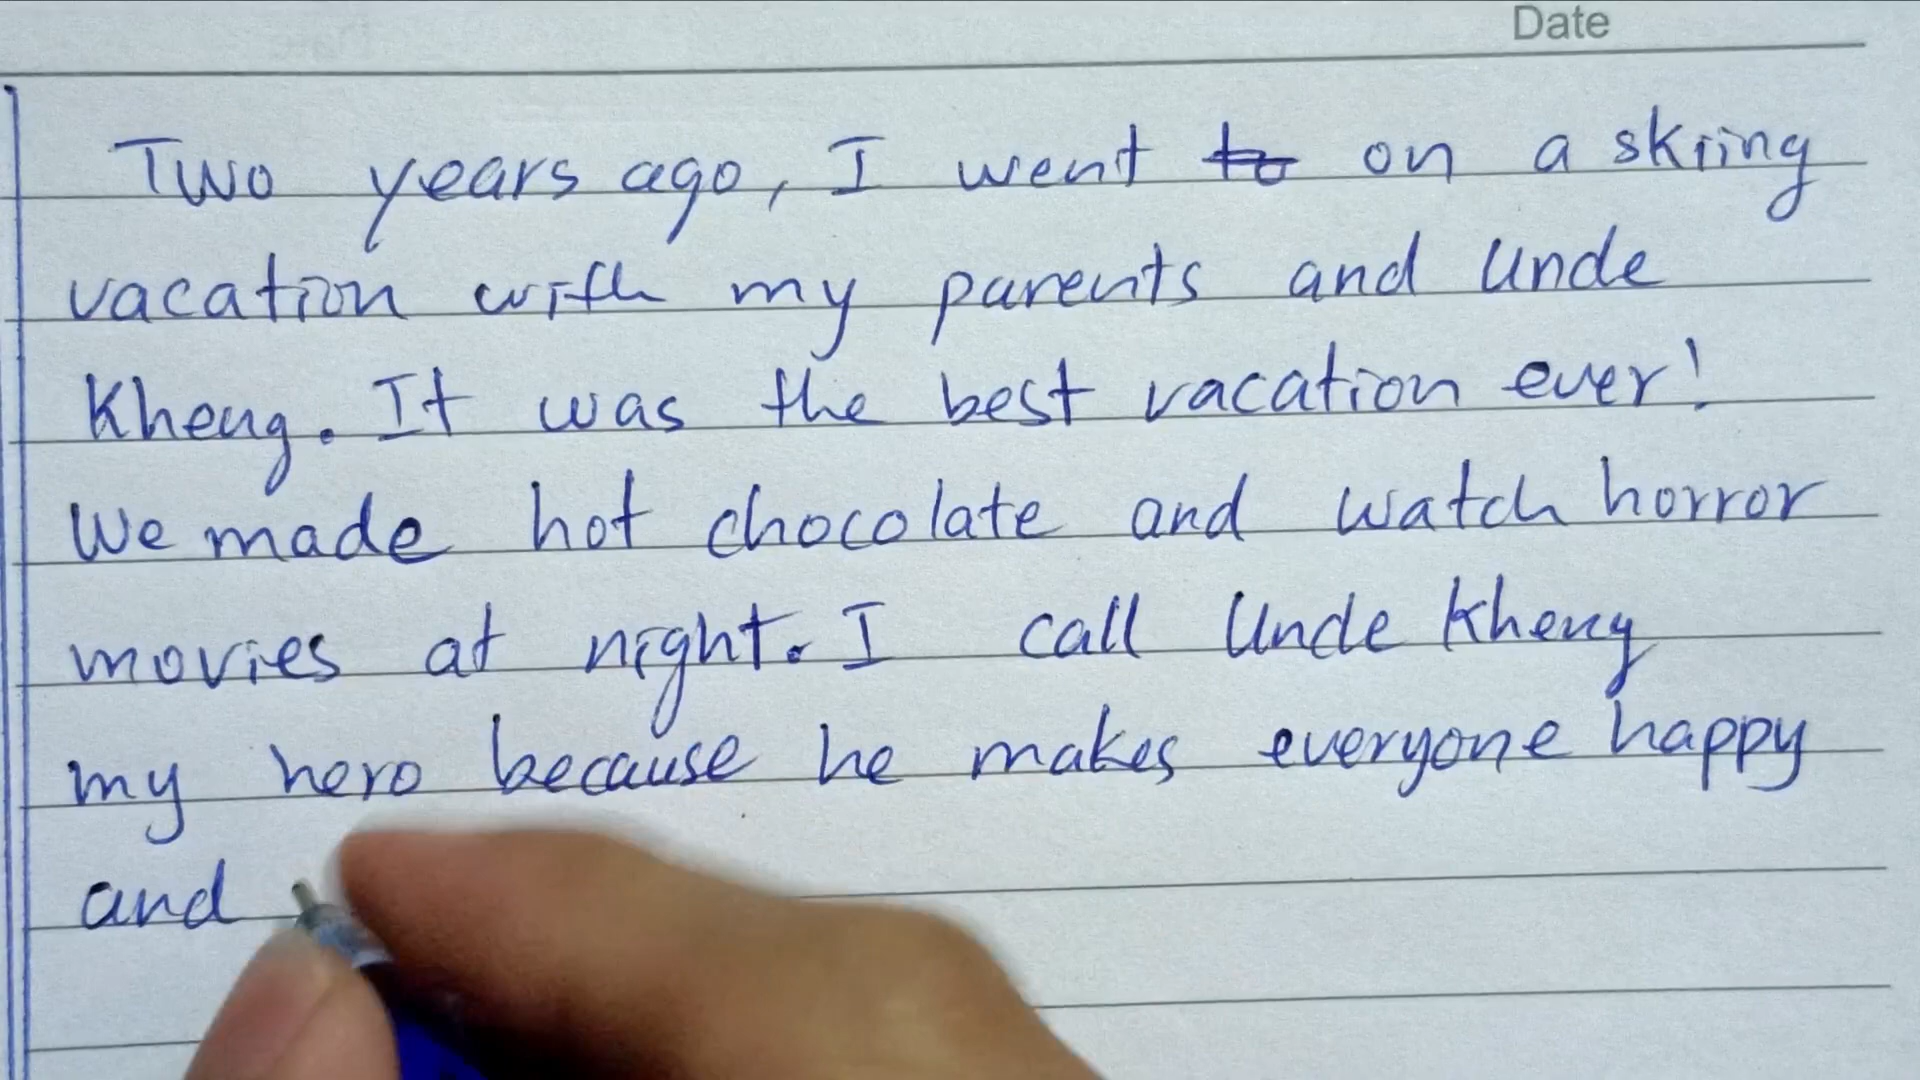 Date
Two years ago, I went to on a skiing
vacation with my parents and Uncle
Kheng. It was the best vacation ever!
We made hot chocolate and watch horror
movies at night. I call Uncle Kheng
my hero because he makes everyone happy
and